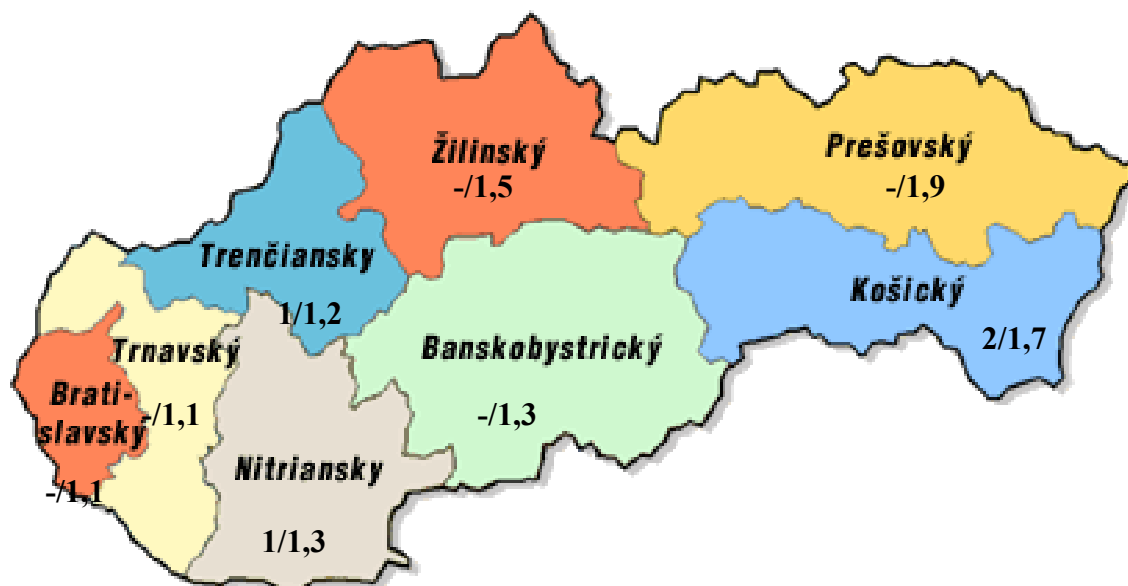 Žilinský
-/1,5
Prešovský
-/1,9
Trenčiansky
1/1,2
Košický
2/1,7
Trnavský
-/1,1
Banskobystrický
-/1,3
Brati-
slavský
-/1,1
Nitriansky
1/1,3